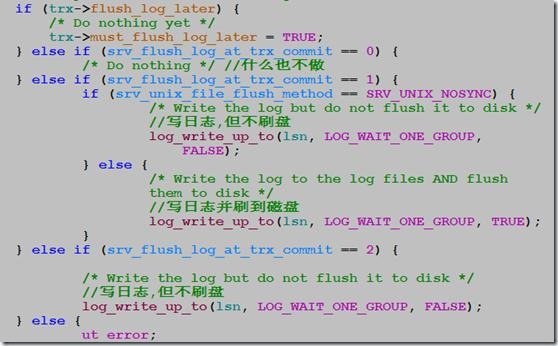 if (trx->flush_log_later) {
/* Do nothing yet */
trx->must_flush_log_later = TRUE;
} else if (srv_flush_log_at_trx_commit == 0) {
/* Do nothing */ //什么也不做
} else if (srv_flush_log_at_trx_commit == 1) {
if (srv_unix_file_flush_method == SRV_UNIX_NOSYNC) {
/* Write the log but do not flush it to disk */
//写日志,但不刷盘
log_write_up_to(lsn, LOG_WAIT_ONE_GROUP,
FALSE);
} else {
/* Write the log to the log files AND flush
them to disk */
//写日志并刷到磁盘
log_write_up_to(lsn, LOG_WAIT_ONE_GROUP, TRUE);
}
} else if (srv_flush_log_at_trx_commit == 2) {
/* Write the log but do not flush it to disk */
//写日志,但不刷盘
log_write_up_to(lsn, LOG_WAIT_ONE_GROUP, FALSE);
} else {
ut error;